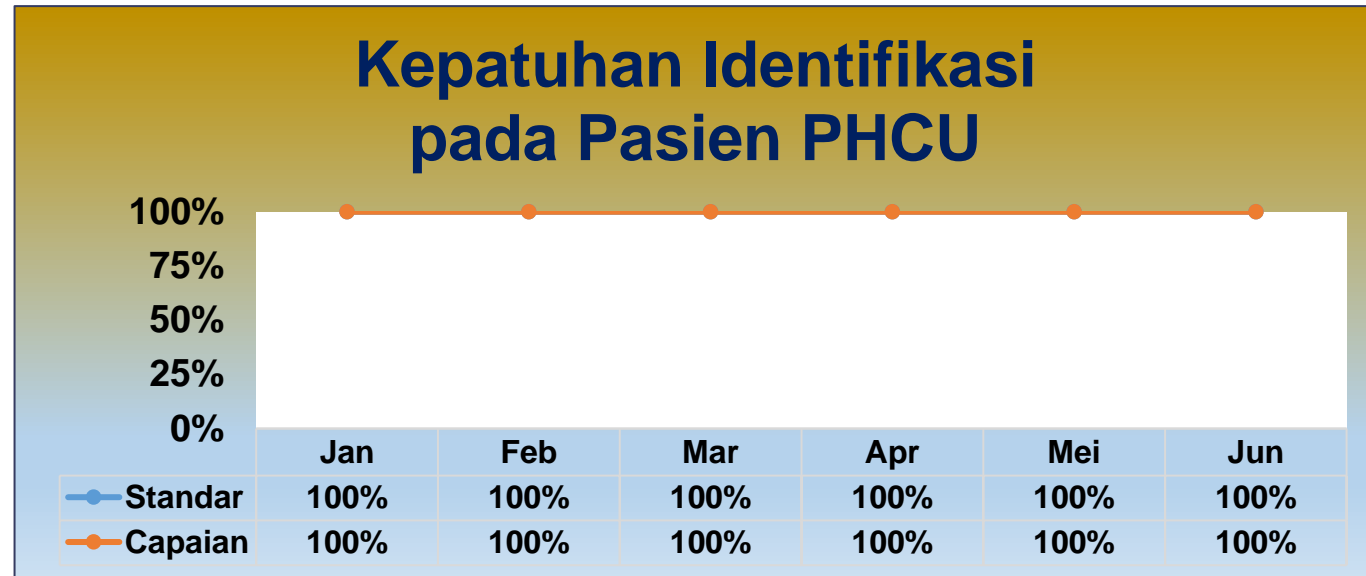 Kepatuhan Identifikasi
pada Pasien PHCU
100%
75%
50%
25%
0%
Jan Feb Mar Apr Mei Jun
Standar 100% 100% 100% 100% 100% 100%
Capaian 100% 100% 100% 100% 100% 100%